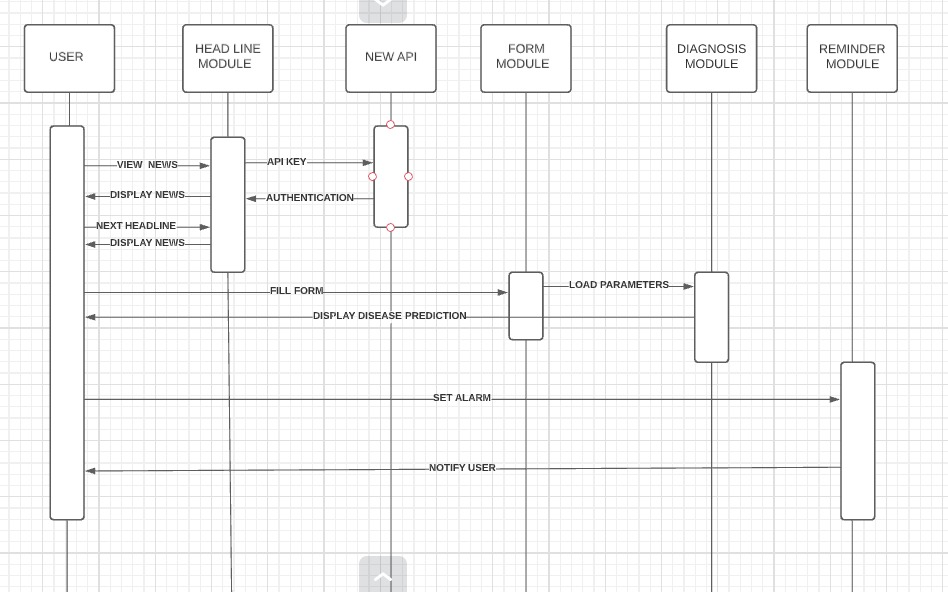 USER
HEAD LINE
MODULE
NEW API
FORM
MODULE
DIAGNOSIS
MODULE
REMINDER
MODULE
VIEW NEWS
API KEY
DISPLAY NEWS
AUTHENTICATION
NEXT HEADLINE
DISPLAY NEWS
FILL FORM
LOAD PARAMETERS
DISPLAY DISEASE PREDICTION
SET ALARM
NOTIFY USER